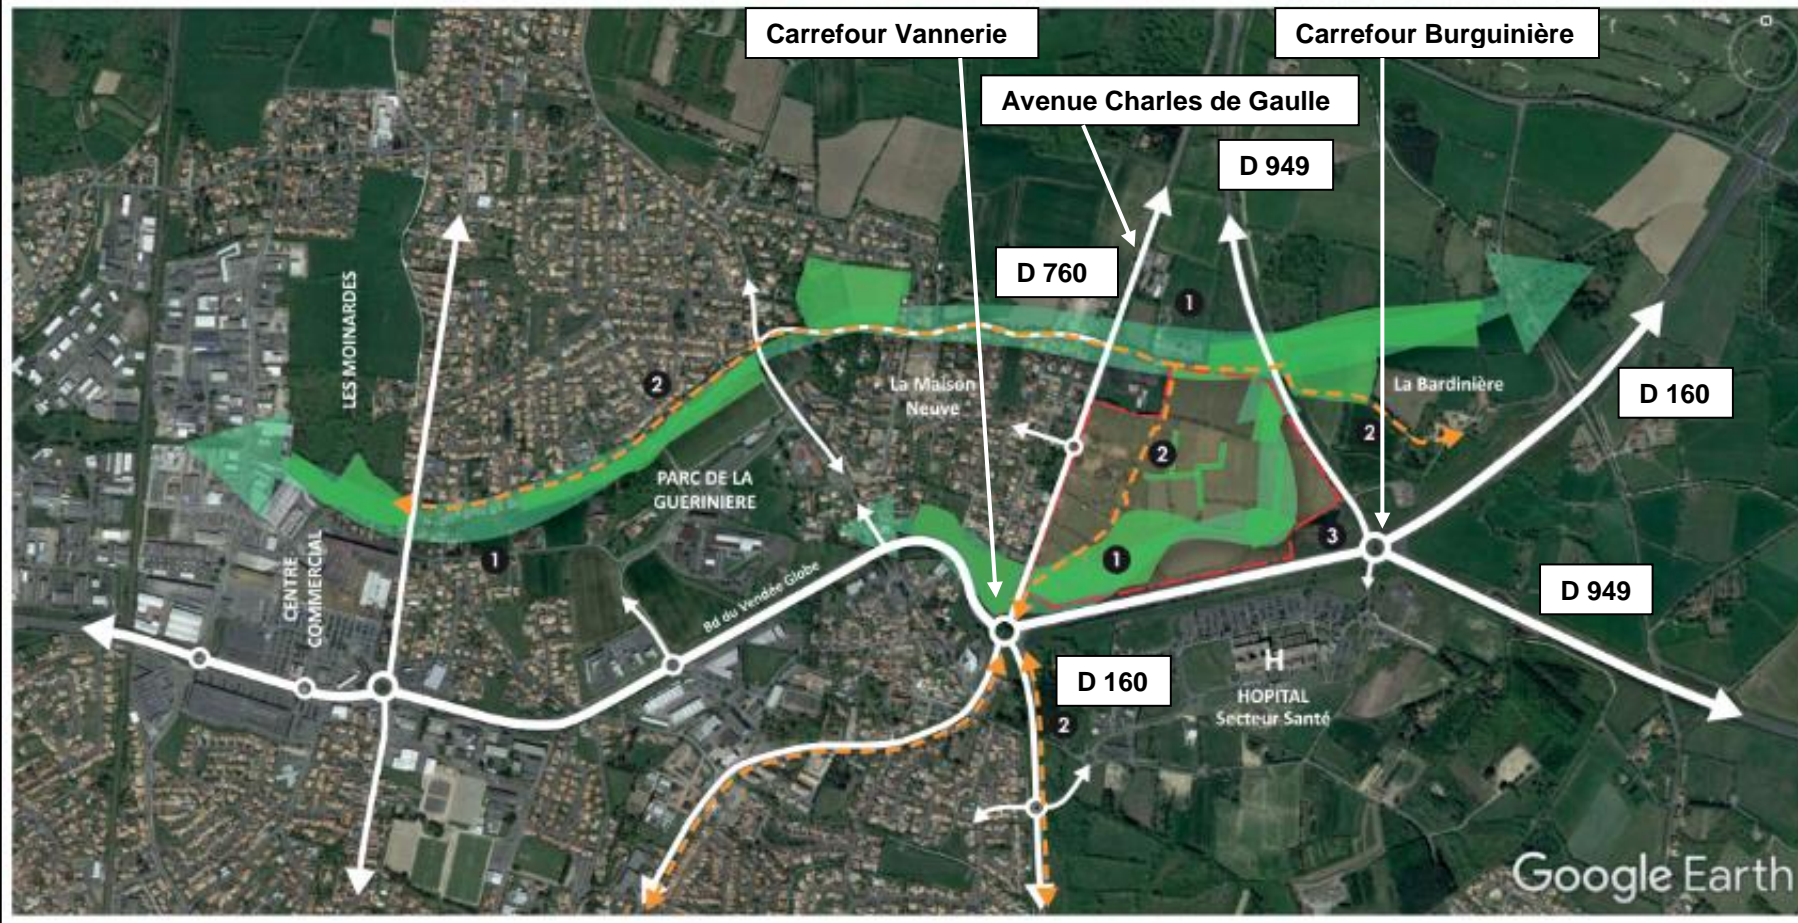 Carrefour Vannerie
Carrefour Burguinière
Avenue Charles de Gaulle
D 949
D 760
1
LES MOINARDES
2
La Maison
Neuve
La Bardinière
D 160
2
2
PARC DE LA
GUERINIERE
1
1
3
CENTRE
COMMERCIAL
Bd du Vendée Globe
D 949
D 160
H
HOPITAL
Secteur Santé
2
Google Earth